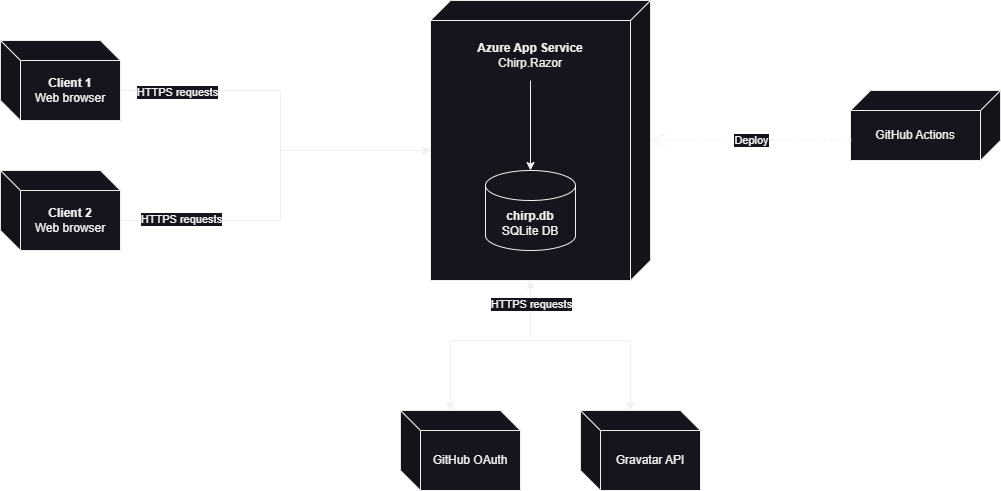 Azure App Service
Chirp.Razor
Client 1
Web browser
HTTPS requests
Deploy
GitHub Actions
Client 2
Web browser
HTTPS requests
chirp.db
SQLite DB
HTTPS requests
GitHub OAuth
Gravatar API